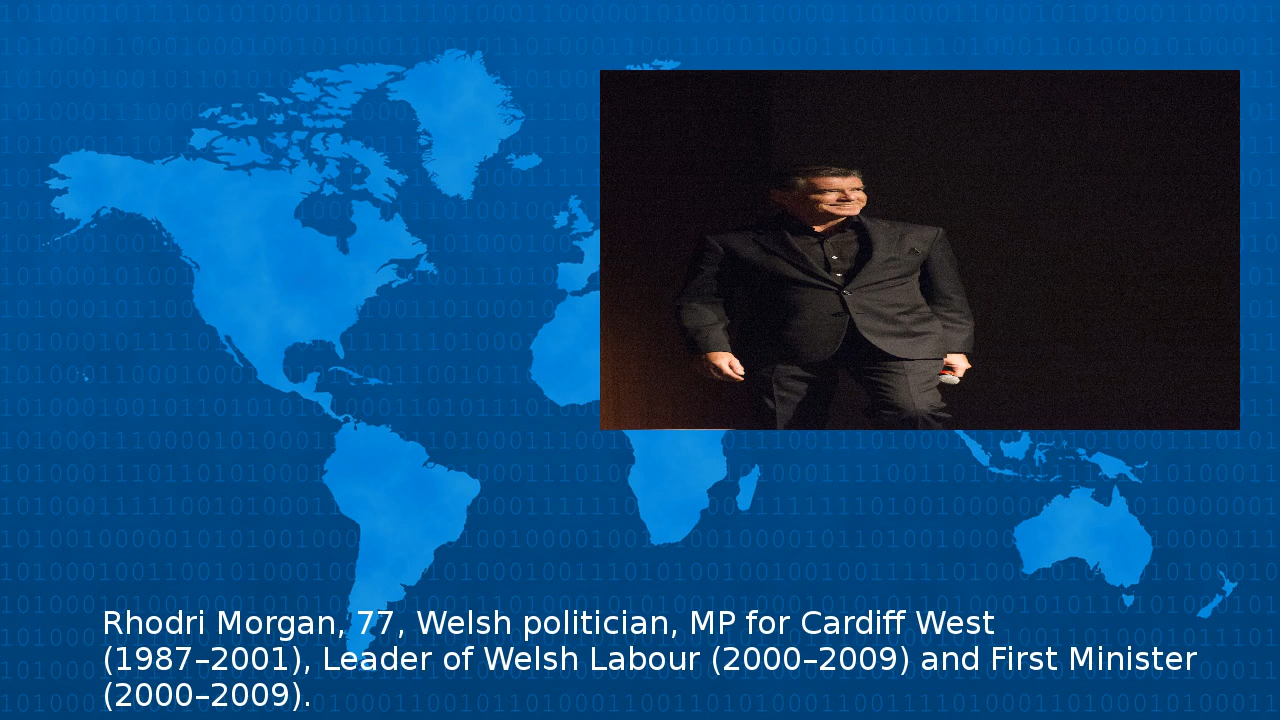 Rhodri Morgan, 77, Welsh politician, MP for Cardiff West
(1987–2001), Leader of Welsh Labour (2000–2009) and First Minister
(2000–2009).